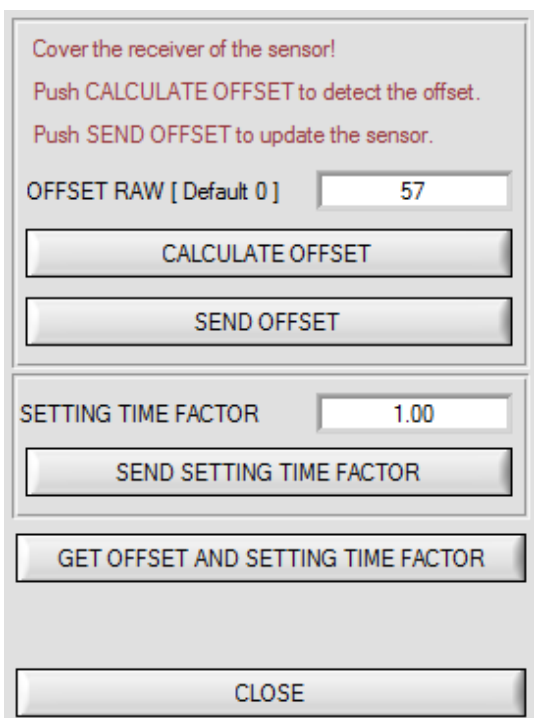 Cover the receiver of the sensor!
Push CALCULATE OFFSET to detect the offset.
Push SEND OFFSET to update the sensor.
OFFSET RAW [ Default 0 ] 57
CALCULATE OFFSET
SEND OFFSET
SETTING TIME FACTOR 1.00
SEND SETTING TIME FACTOR
GET OFFSET AND SETTING TIME FACTOR
CLOSE